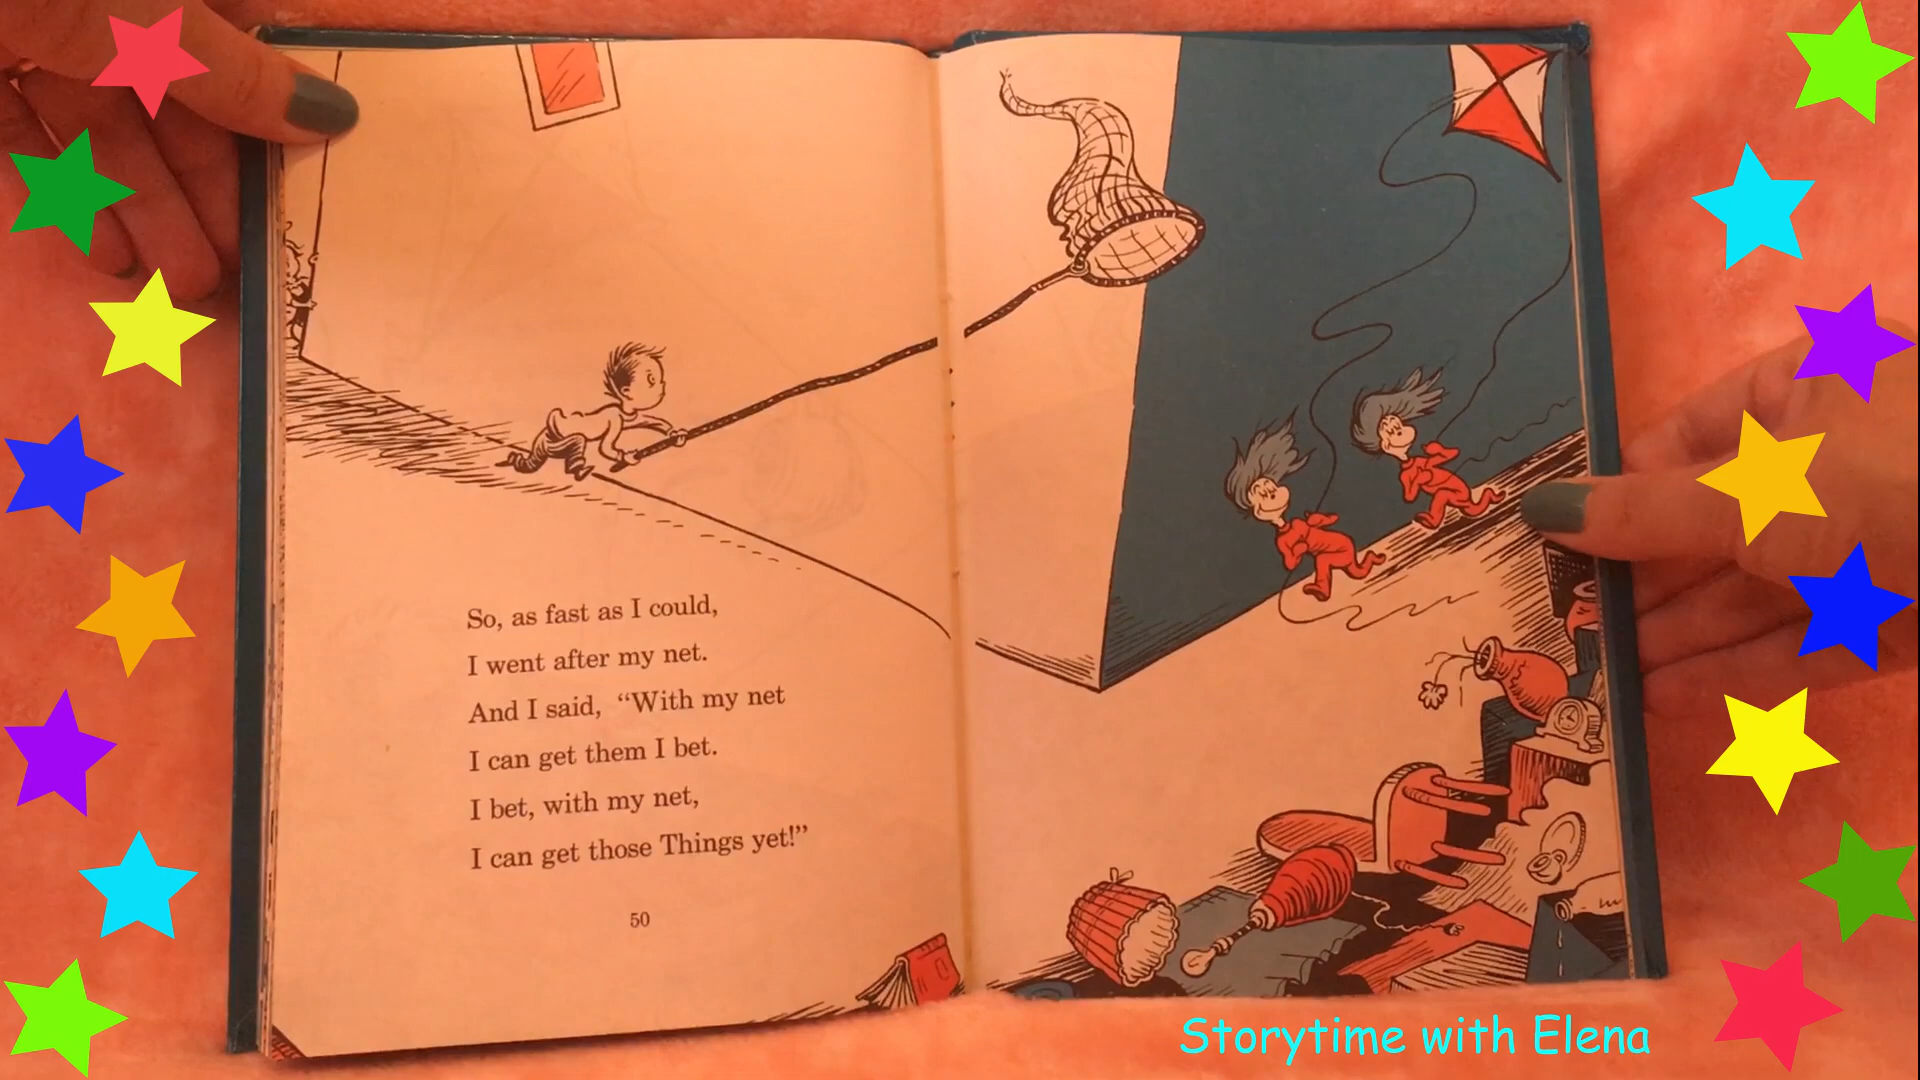 So, as fast as I could,
I went after my net.
And I said, “With my net
I can get them I bet.
I bet, with my net,
I can get those Things yet!”
50
Storytime with Elena